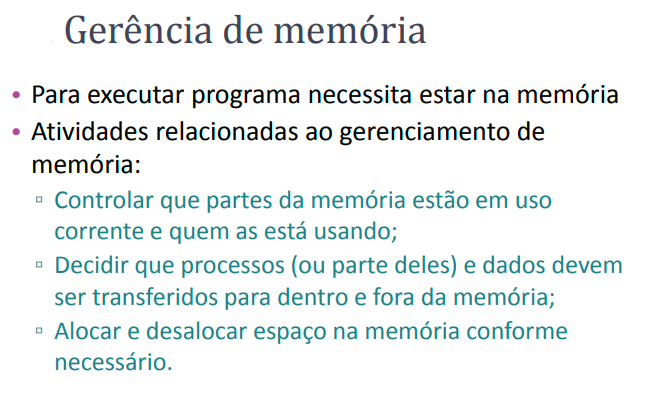 Gerência de memória
• Para executar programa necessita estar na memória
• Atividades relacionadas ao gerenciamento de
memória:
▫ Controlar que partes da memória estão em uso
corrente e quem as está usando;
▫ Decidir que processos (ou parte deles) e dados devem
ser transferidos para dentro e fora da memória;
▫ Alocar e desalocar espaço na memória conforme
necessário.